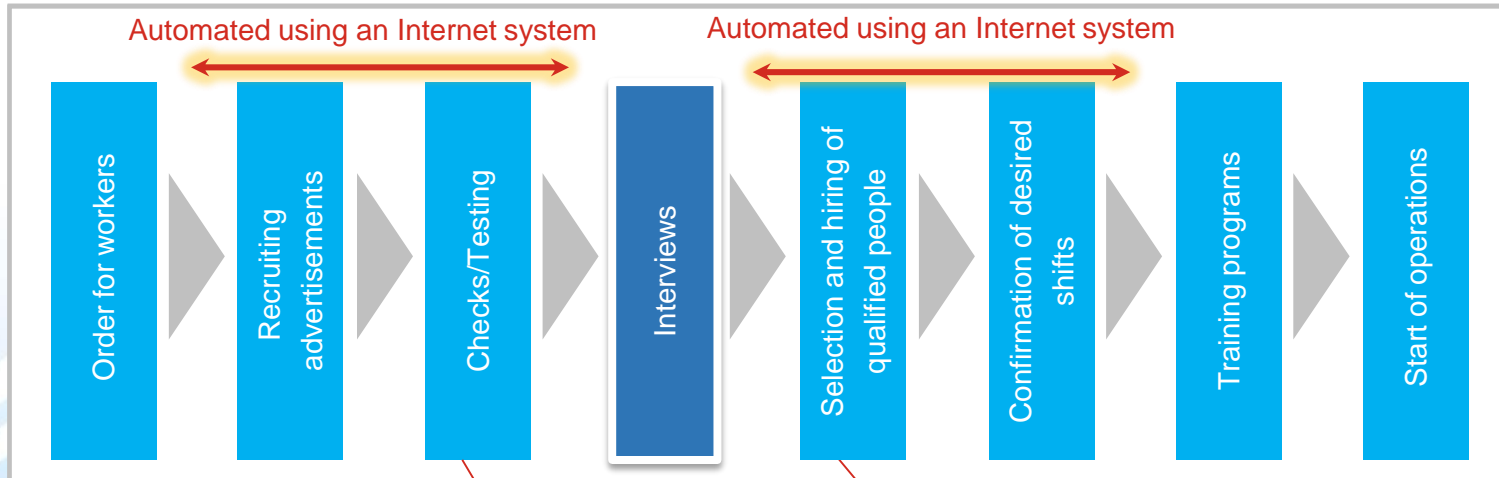 Automated using an Internet system
Automated using an Internet system
Order for workers
Recruiting
advertisements
Checks/Testing
Interviews
Selection and hiring of
qualified people
Confirmation of desired
shifts
Training programs
Start of operations